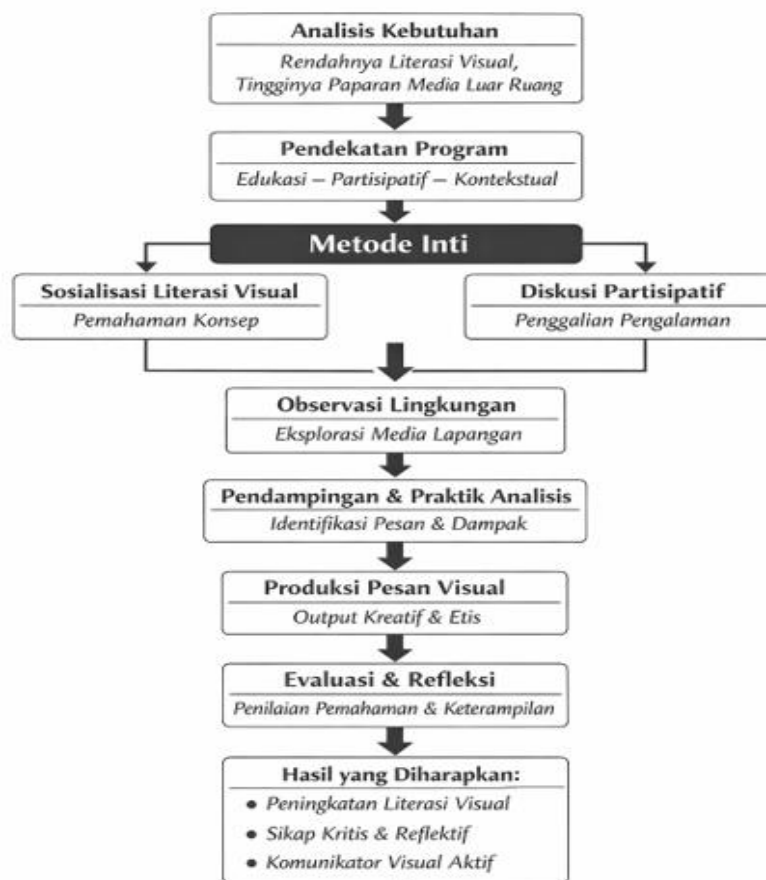 Analisis Kebutuhan
Rendahnya Literasi Visual,
Tingginya Paparan Media Luar Ruang
Pendekatan Program
Edukasi – Partisipatif – Kontekstual
Metode Inti
Sosialisasi Literasi Visual
Pemahaman Konsep
Diskusi Partisipatif
Penggalian Pengalaman
Observasi Lingkungan
Eksplorasi Media Lapangan
Pendampingan & Praktik Analisis
Identifikasi Pesan & Dampak
Produksi Pesan Visual
Output Kreatif & Etis
Evaluasi & Refleksi
Penilaian Pemahaman & Keterampilan
Hasil yang Diharapkan:
• Peningkatan Literasi Visual
• Sikap Kritis & Reflektif
• Komunikator Visual Aktif